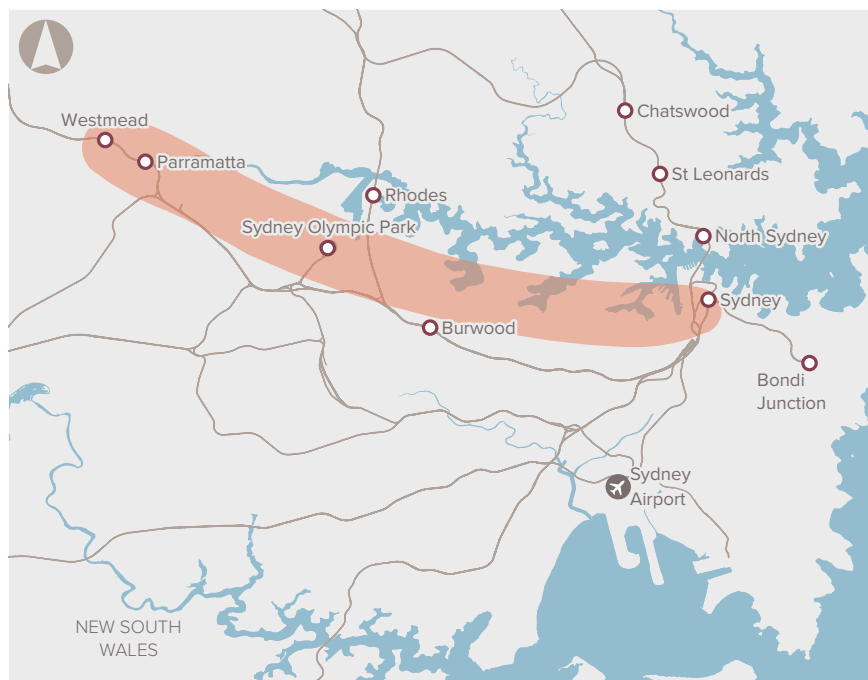 Chatswood
Westmead
Parramatta
St Leonards
Rhodes
Sydney Olympic Park
North Sydney
Sydney
Burwood
Bondi
Junction
Sydney
Airport
NEW SOUTH
WALES